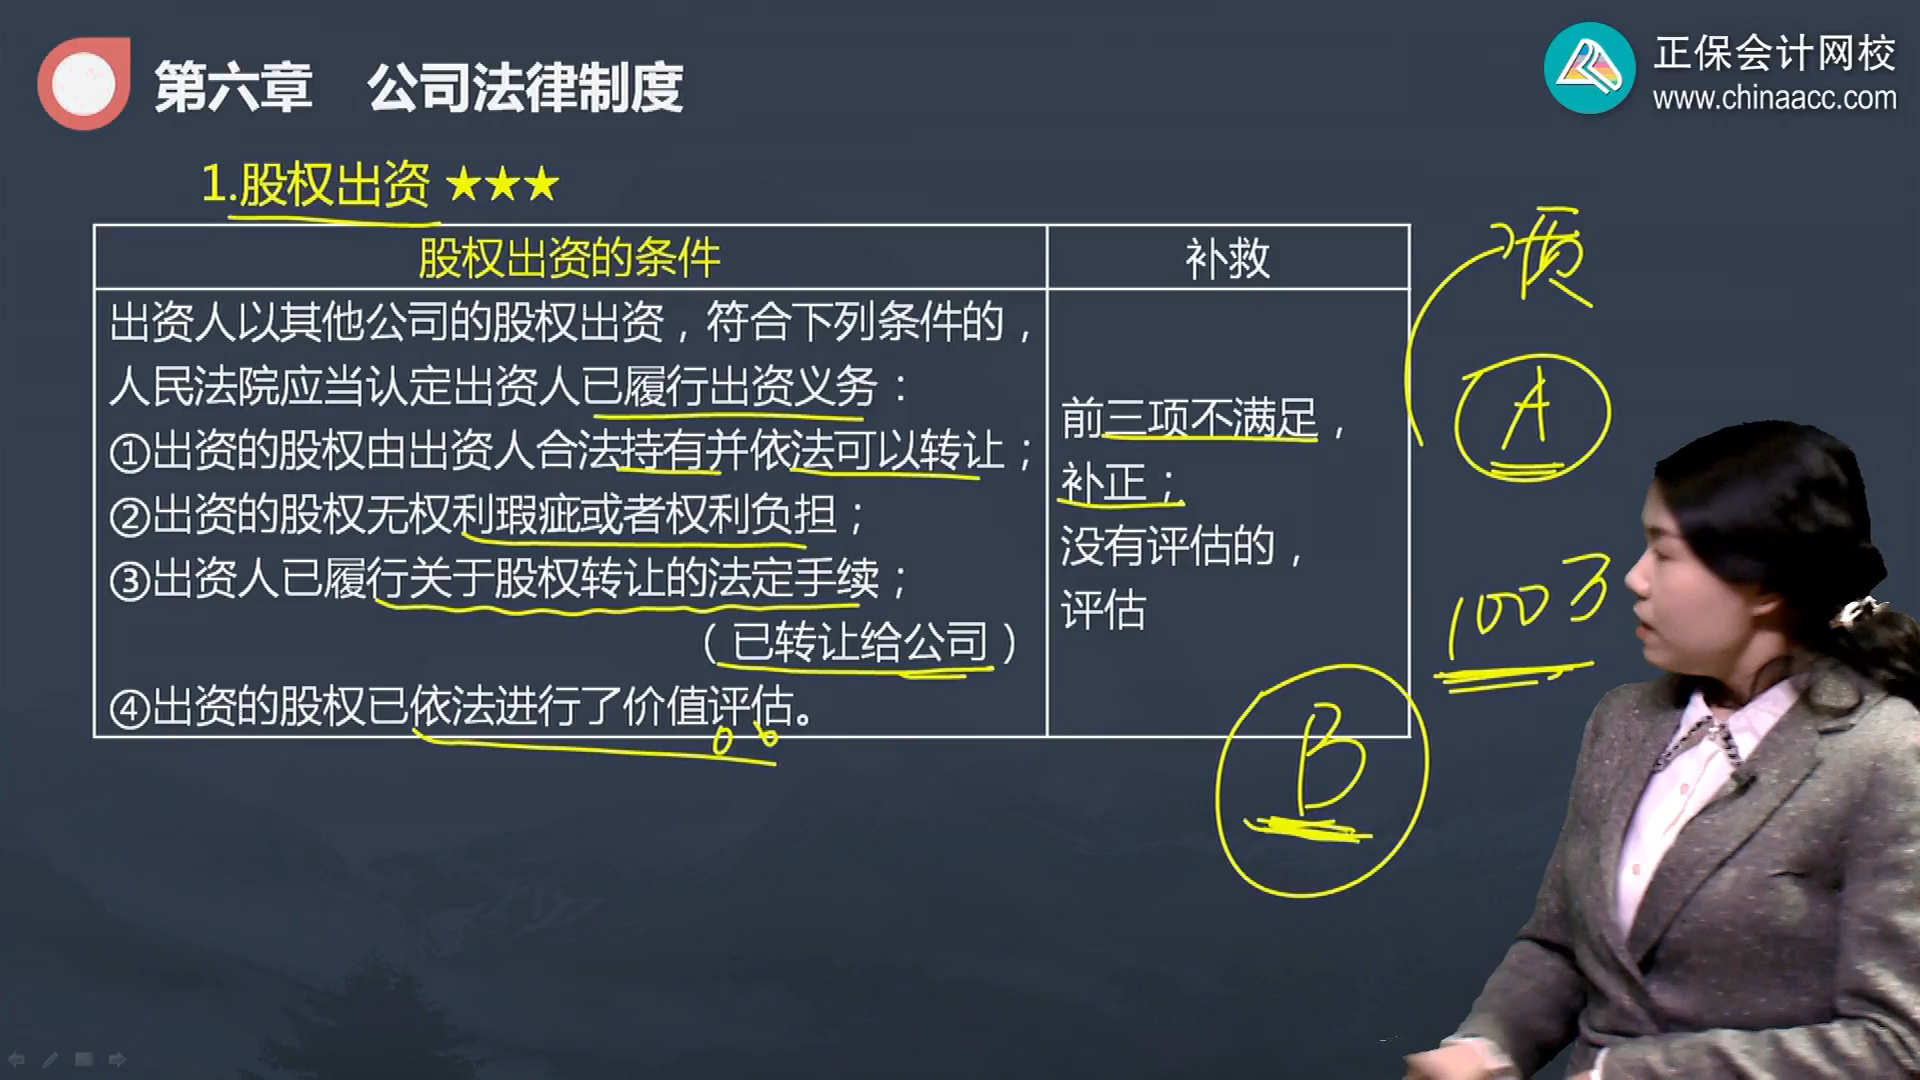 第六章 公司法律制度
正保会计网校
www.chinaacc.com
1.股权出资 ★★★
股权出资的条件
补救
出资人以其他公司的股权出资，符合下列条件的，
人民法院应当认定出资人已履行出资义务：
①出资的股权由出资人合法持有并依法可以转让；
②出资的股权无权利瑕疵或者权利负担；
③出资人已履行关于股权转让的法定手续；
（已转让给公司）
④出资的股权已依法进行了价值评估。
前三项不满足，
补正；
没有评估的，
评估
质
A
B